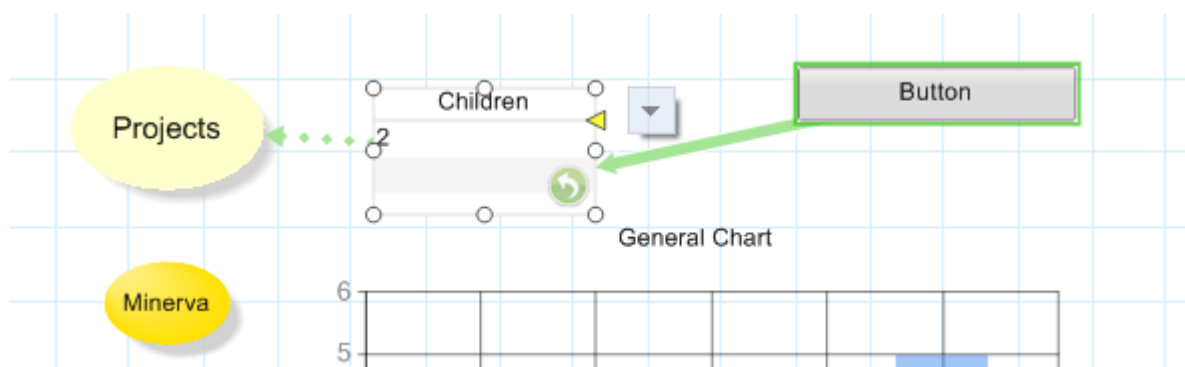 Projects
Children
2
Button
General Chart
Minerva
6
5